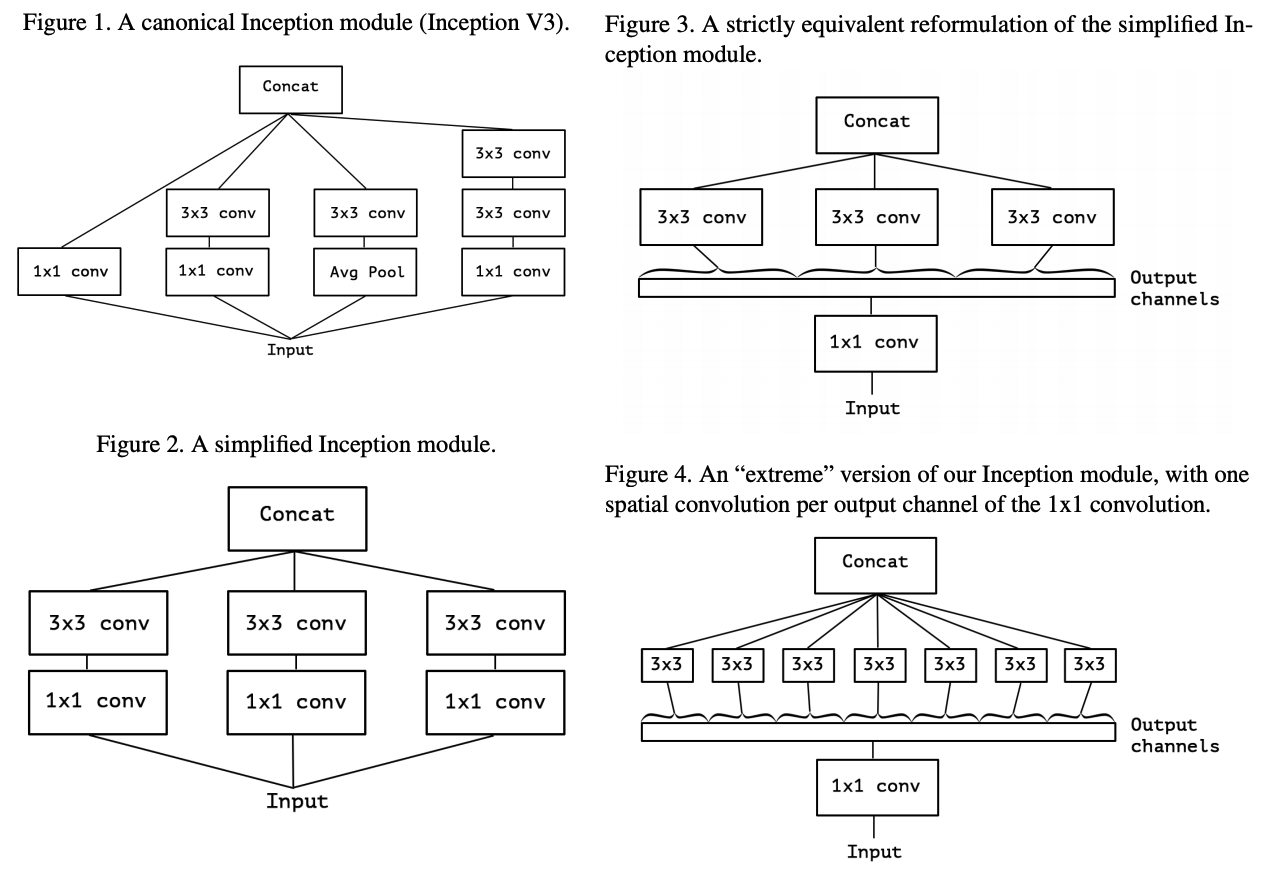 Figure 1. A canonical Inception module (Inception V3).
Concat
3x3 conv
3x3 conv
3x3 conv
3x3 conv
1x1 conv
1x1 conv
Avg Pool
1x1 conv
Input
Figure 2. A simplified Inception module.
Concat
3x3 conv
3x3 conv
3x3 conv
1x1 conv
1x1 conv
1x1 conv
Input
Figure 3. A strictly equivalent reformulation of the simplified In-
ception module.
Concat
3x3 conv
3x3 conv
3x3 conv
Output
channels
1x1 conv
Input
Figure 4. An “extreme” version of our Inception module, with one
spatial convolution per output channel of the 1x1 convolution.
Concat
3x3
3x3
3x3
3x3
3x3
3x3
3x3
Output
channels
1x1 conv
Input